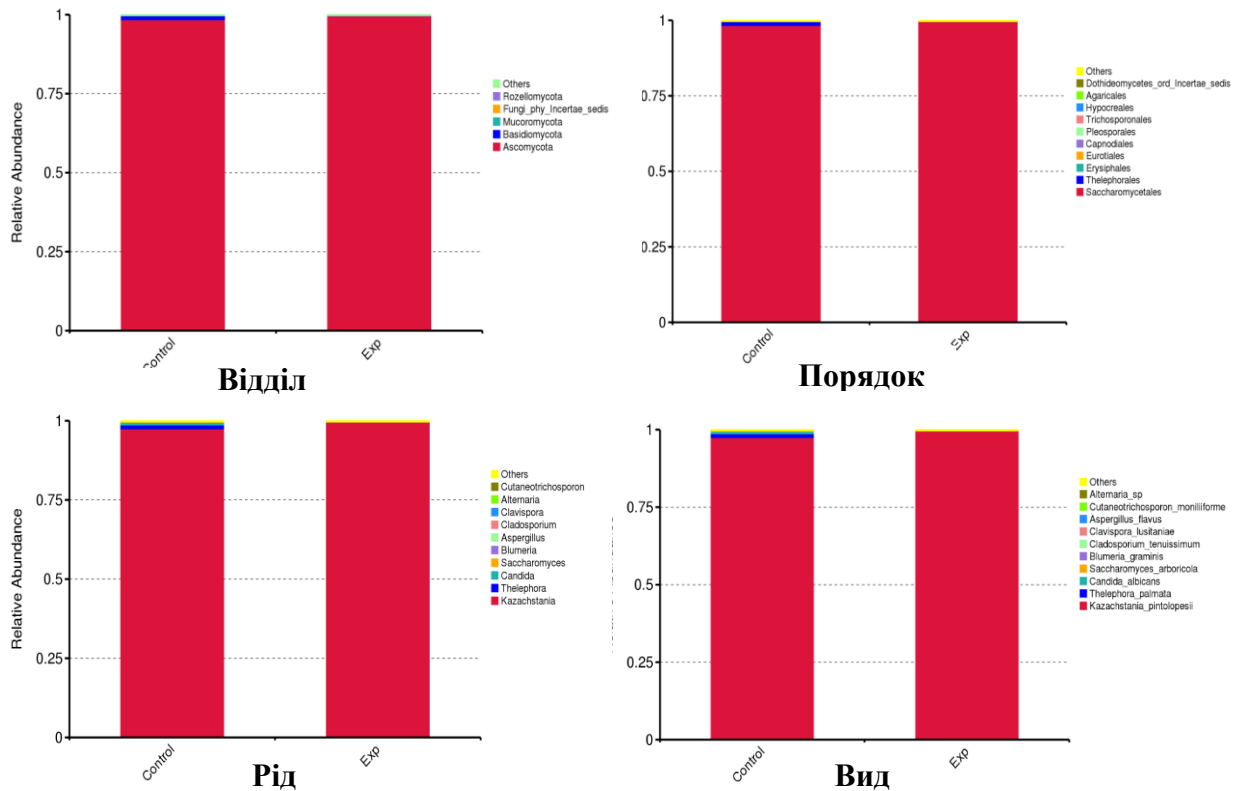 1
0.75
0.5
0.25
0
Relative Abundance
Control
Exp
Others
Rozellomycota
Fungi_phy_Incertae_sedis
Mucoromycota
Basidiomycota
Ascomycota
Відділ
1
0.75
0.5
0.25
0
Control
Exp
Others
Dothideomycetes_ord_Incertae_sedis
Agaricales
Hypocreales
Trichosporonales
Pleosporales
Capnodiales
Eurotiales
Erysiphales
Thelephorales
Saccharomycetales
Порядок
1
0.75
0.5
0.25
0
Relative Abundance
Control
Exp
Others
Cutaneotrichosporon
Alternaria
Clavispora
Cladosporium
Aspergillus
Blumeria
Saccharomyces
Candida
Thelephora
Kazachstania
Рід
1
0.75
0.5
0.25
0
Control
Exp
Others
Alternaria_sp
Cutaneotrichosporon_moniliiforme
Aspergillus_flavus
Clavispora_lusitaniae
Cladosporium_tenuissimum
Blumeria_graminis
Saccharomyces_arboricola
Candida_albicans
Thelephora_palmata
Kazachstania_pintolopesii
Вид